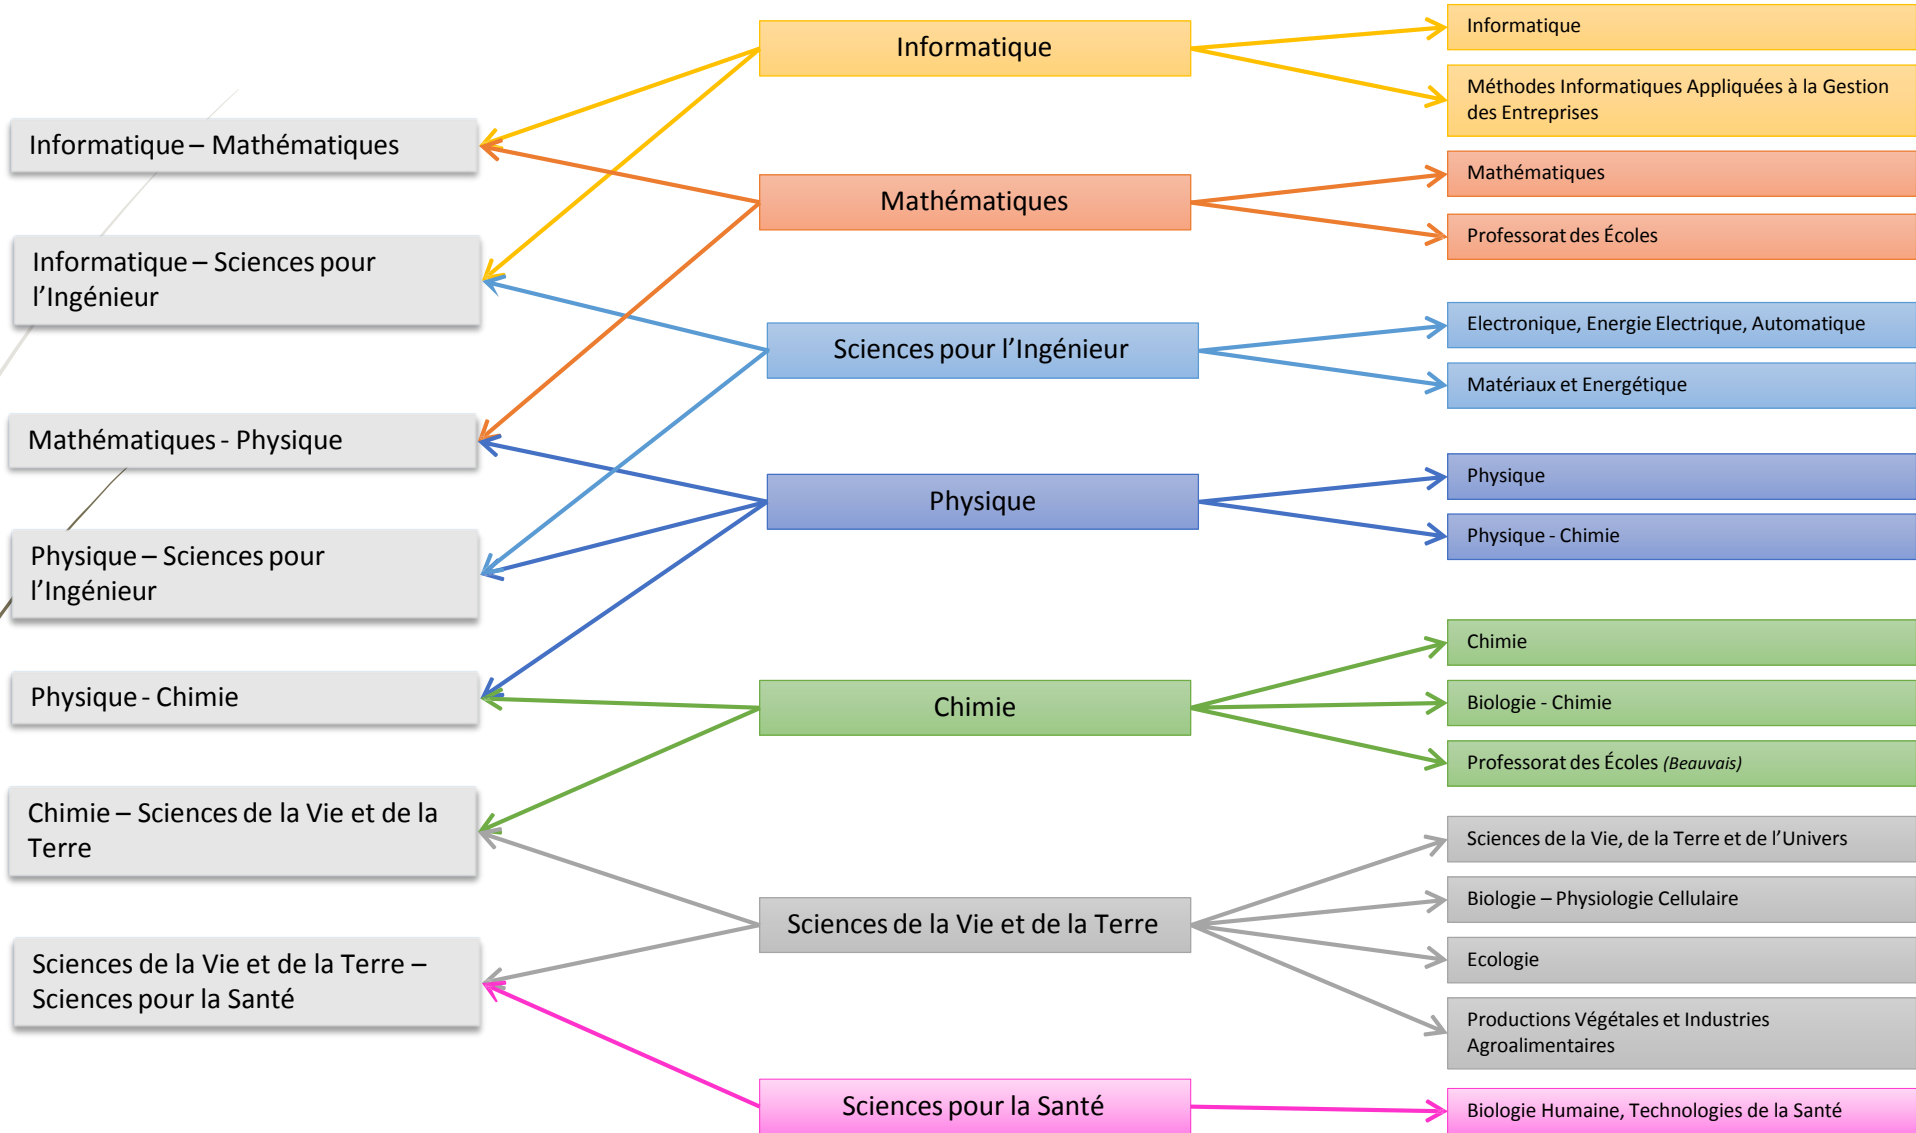 Informatique – Mathématiques
Informatique – Sciences pour
l’Ingénieur
Mathématiques - Physique
Physique – Sciences pour
l’Ingénieur
Physique - Chimie
Chimie – Sciences de la Vie et de la
Terre
Sciences de la Vie et de la Terre –
Sciences pour la Santé
Informatique
Mathématiques
Sciences pour l’Ingénieur
Physique
Chimie
Sciences de la Vie et de la Terre
Sciences pour la Santé
Informatique
Méthodes Informatiques Appliquées à la Gestion
des Entreprises
Mathématiques
Professorat des Écoles
Electronique, Energie Electrique, Automatique
Matériaux et Energétique
Physique
Physique - Chimie
Chimie
Biologie - Chimie
Professorat des Écoles (Beauvais)
Sciences de la Vie, de la Terre et de l’Univers
Biologie – Physiologie Cellulaire
Ecologie
Productions Végétales et Industries
Agroalimentaires
Biologie Humaine, Technologies de la Santé